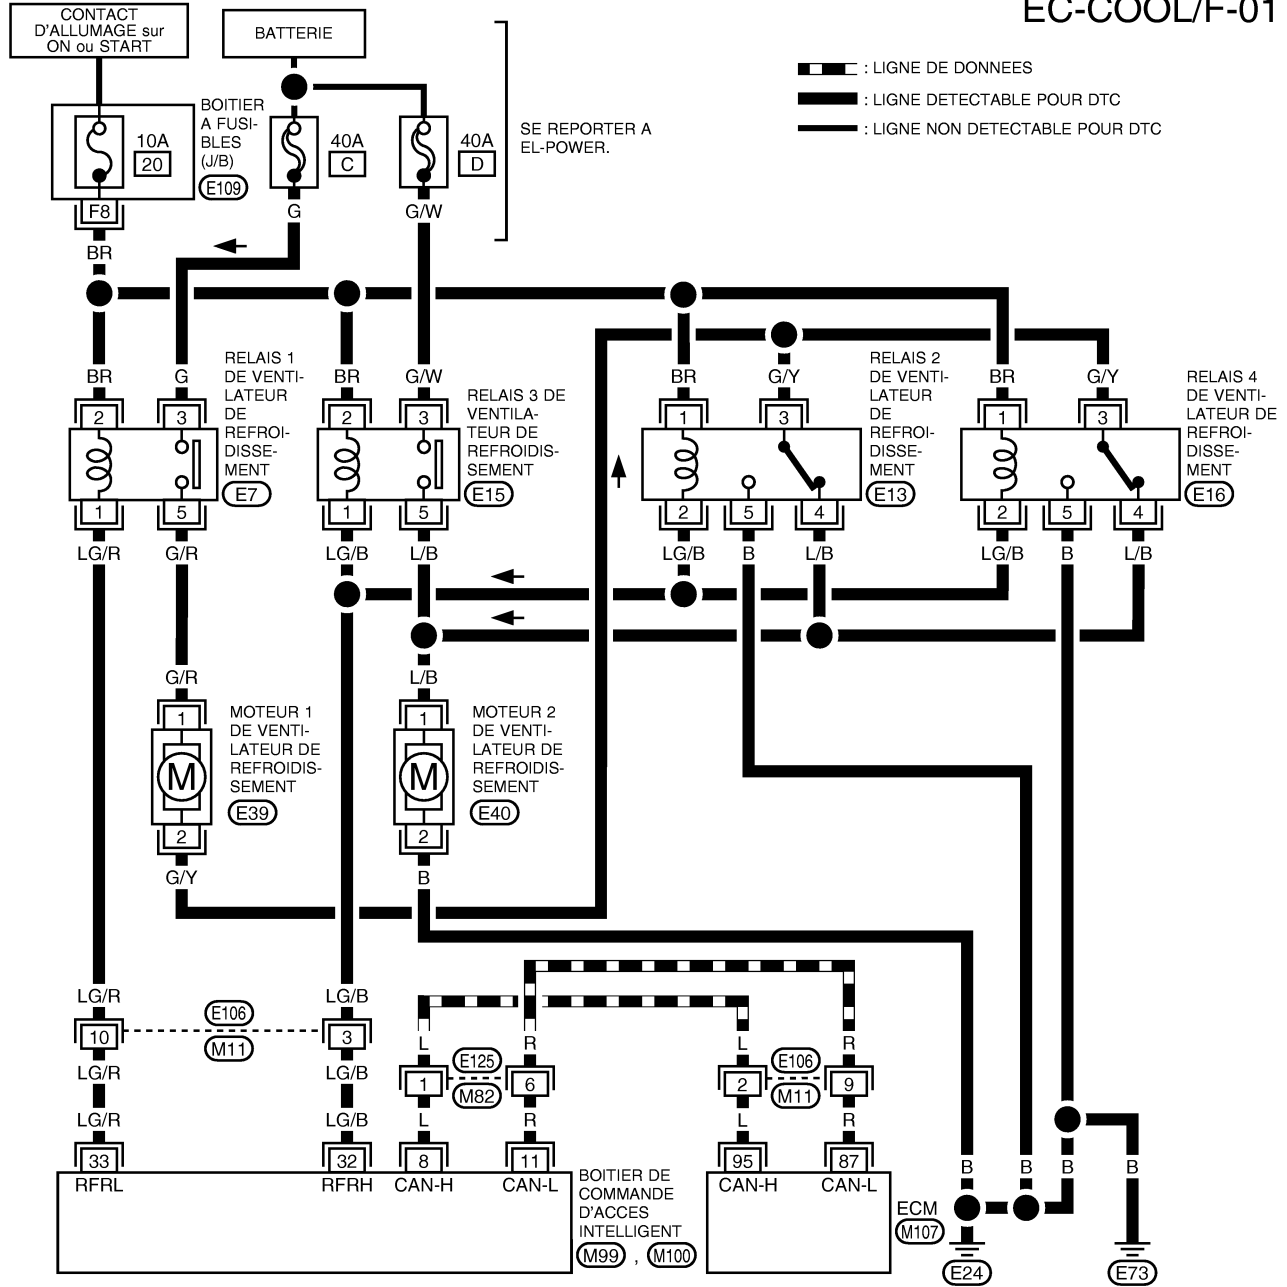 EC-COOL/F-01
CONTACT
D'ALLUMAGE sur
ON ou START
BATTERIE
: LIGNE DE DONNEES
: LIGNE DETECTABLE POUR DTC
: LIGNE NON DETECTABLE POUR DTC
BOITIER
A FUSI-
BLES
(J/B)
E109
10A
20
40A
C
40A
D
SE REPORTER A
EL-POWER.
F8
G
G/W
BR
BR
G
BR
G/W
BR
G/Y
BR
G/Y
RELAIS 1
DE VENTI-
LATEUR
DE
REFROI-
DISSE-
MENT
E7
RELAIS 3 DE
VENTILA-
TEUR DE
REFROIDIS-
SEMENT
E15
RELAIS 2
DE VENTI-
LATEUR
DE
REFROI-
DISSE-
MENT
E13
RELAIS 4
DE VENTI-
LATEUR DE
REFROI-
DISSE-
MENT
E16
2
3
2
3
1
3
1
3
1
5
1
5
2
5
4
2
5
4
LG/R
G/R
LG/B
L/B
LG/B
B
L/B
LG/B
B
L/B
G/R
L/B
1
1
M
M
MOTEUR 1
DE VENTI-
LATEUR DE
REFROIDIS-
SEMENT
E39
MOTEUR 2
DE VENTI-
LATEUR DE
REFROIDIS-
SEMENT
E40
2
2
G/Y
B
LG/R
E106
LG/B
10
M11
3
LG/R
LG/B
LG/R
LG/B
L
R
L
R
1
E125
M82
6
2
E106
M11
9
L
R
L
R
33
32
8
11
95
87
B
B
B
B
RFRL
RFRH
CAN-H
CAN-L
CAN-H
CAN-L
BOITIER DE
COMMANDE
D'ACCES
INTELLIGENT
M99 , M100
ECM
M107
E24
E73